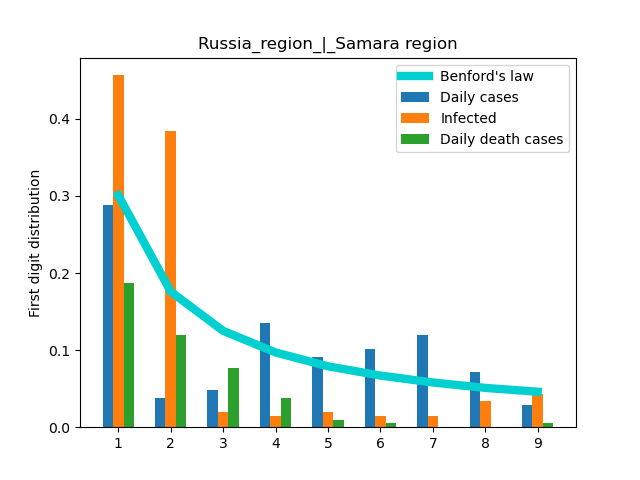 Russia_region_|_Samara region
Benford's law
Daily cases
Infected
Daily death cases
First digit distribution
0.4
0.3
0.2
0.1
0.0
1 2 3 4 5 6 7 8 9